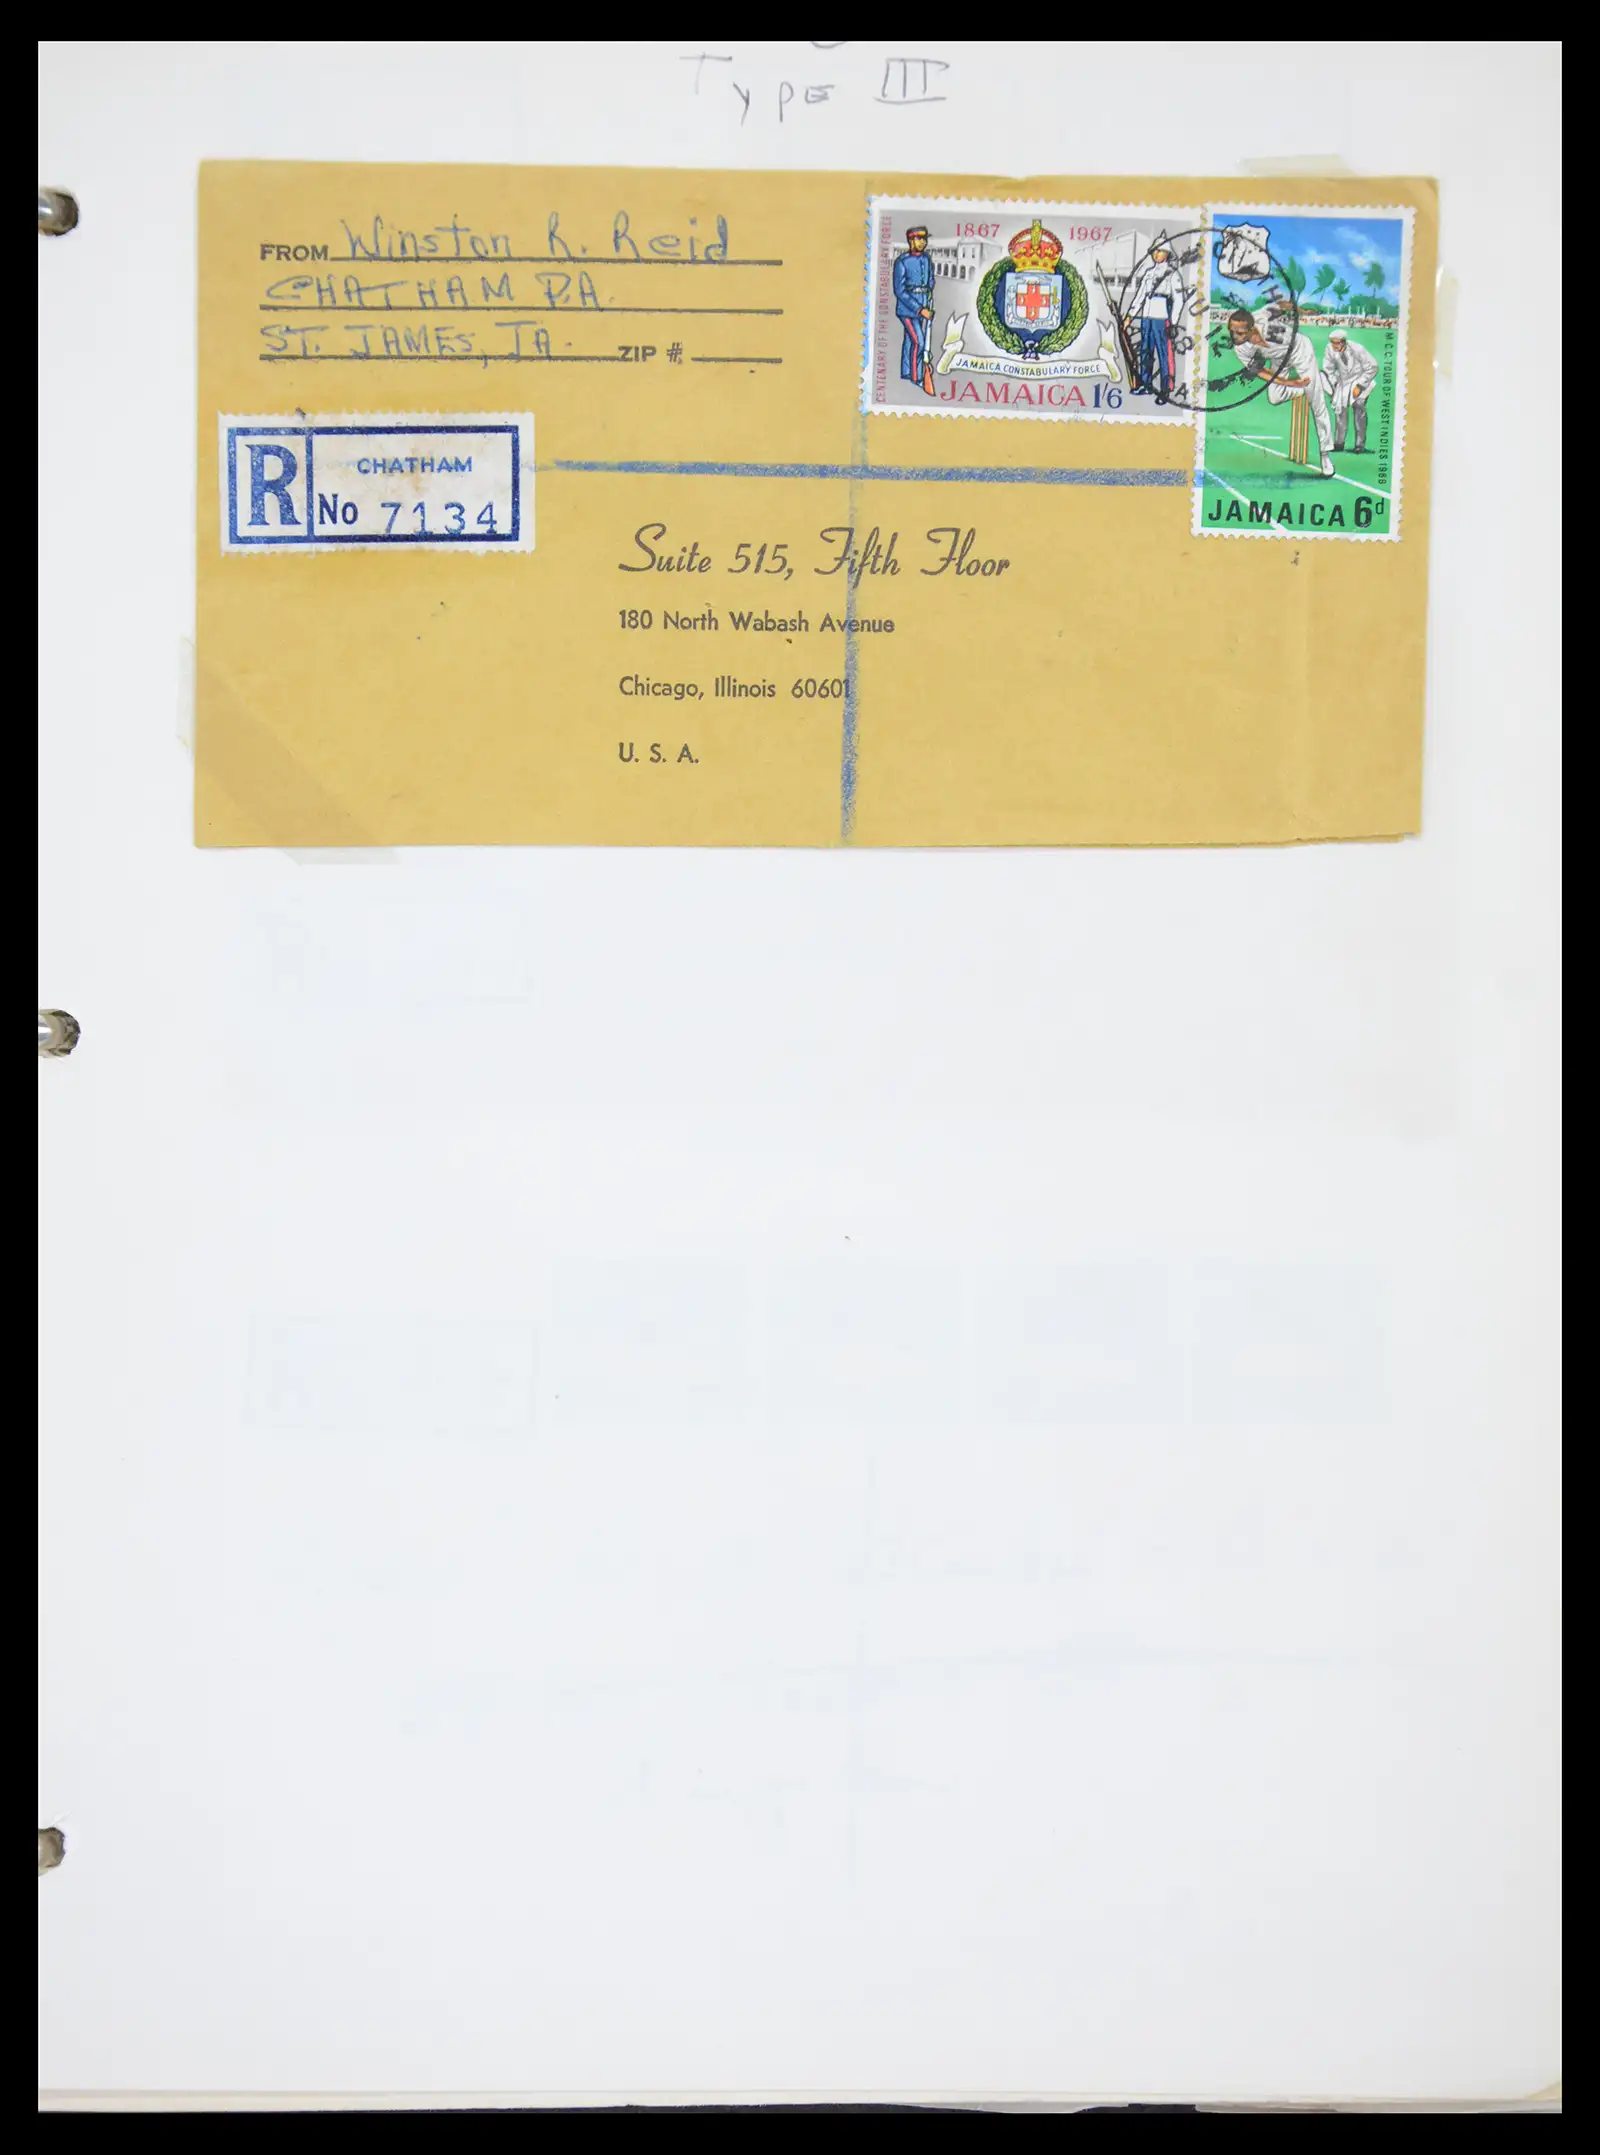 Type III
FROM Winston R. Reid
CHATHAM P.A.
ST. JAMES, JA. ZIP #
R CHATHAM
No 7134
CENTENARY OF THE CONSTABULARY FORCE
1867 1967
JAMAICA CONSTABULARY FORCE
JAMAICA 1/6
M.C.C. TOUR OF WEST INDIES 1968
JAMAICA 6d
Suite 515, Fifth Floor
180 North Wabash Avenue
Chicago, Illinois 60601
U. S. A.